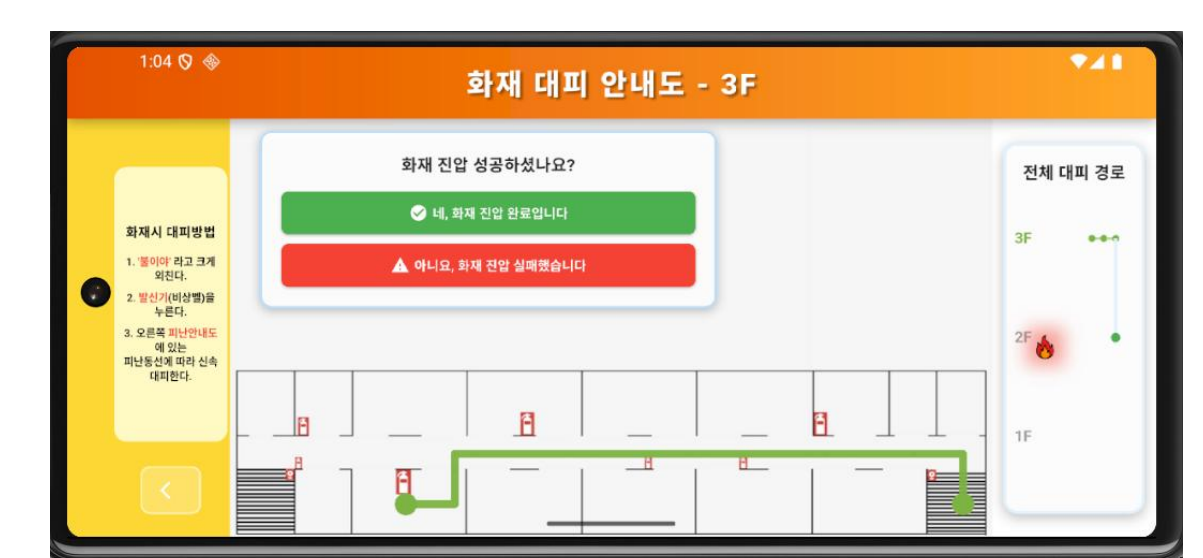 1:04
화재 대피 안내도 - 3F
화재시 대피방법
1. '불이야' 라고 크게
외친다.
2. 발신기(비상벨)을
누른다.
3. 오른쪽 피난안내도
에 있는
피난동선에 따라 신속
대피한다.
화재 진압 성공하셨나요?
네, 화재 진압 완료입니다
아니요, 화재 진압 실패했습니다
전체 대피 경로
3F
2F
1F